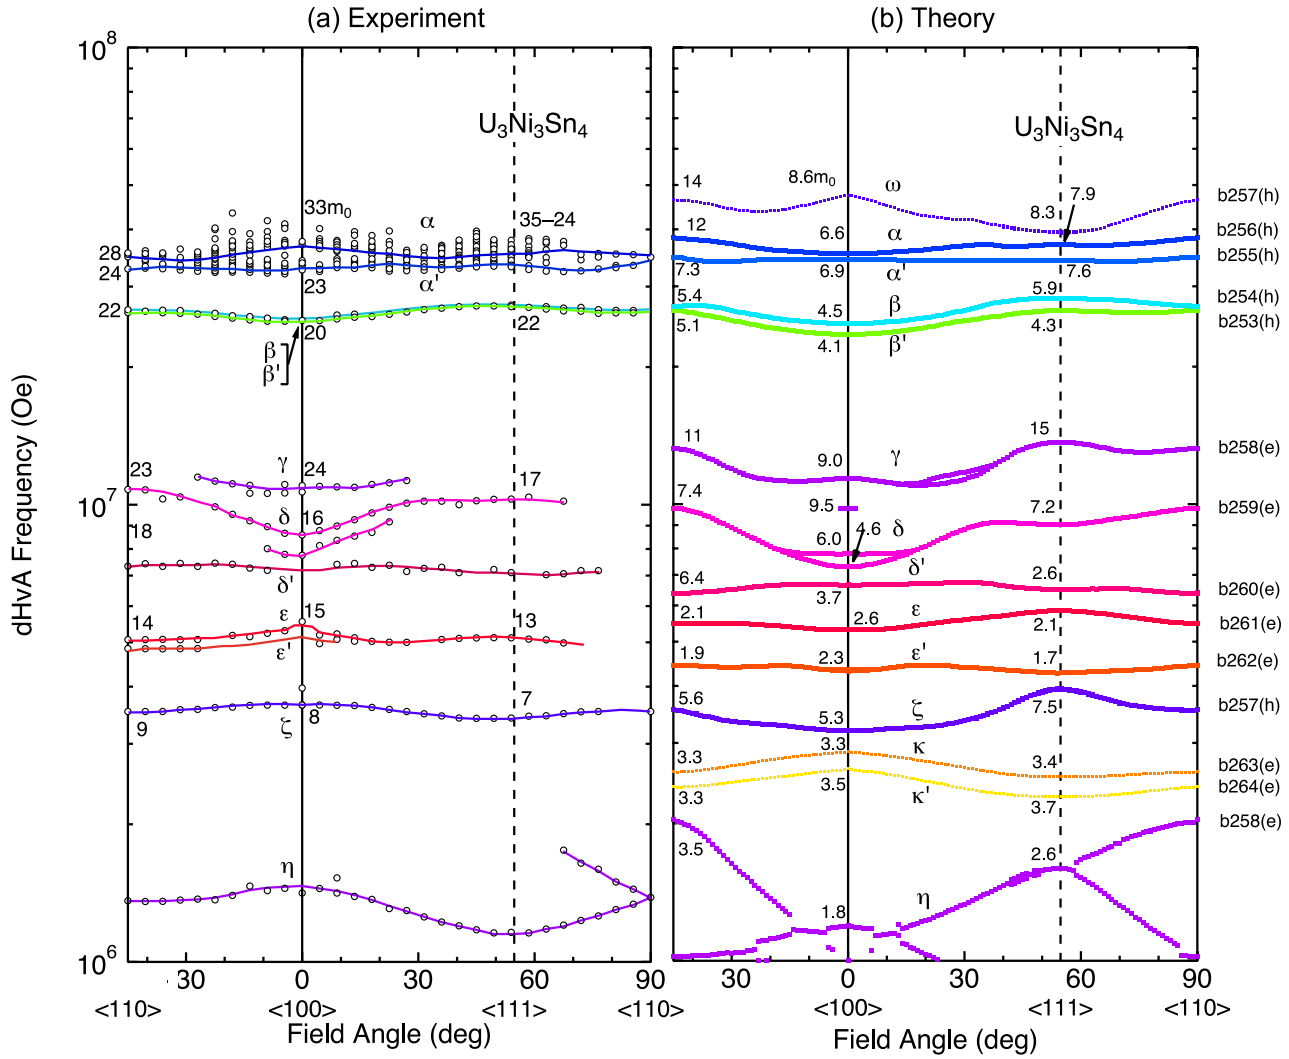 (a) Experiment
(b) Theory
dHvA Frequency (Oe)
10^8
10^7
10^6
U3Ni3Sn4
33m0
α
35–24
28
24
23
α'
22
20
22
β
β'
23
γ
24
17
δ
16
18
δ'
14
ε
15
13
ε'
9
8
7
ζ
η
30
0
30
60
90
<110>
<100>
<111>
<110>
Field Angle (deg)
U3Ni3Sn4
14
8.6m0
ω
8.3
7.9
b257(h)
12
6.6
α
b256(h)
7.3
6.9
α'
7.6
b255(h)
5.4
4.5
β
5.9
b254(h)
5.1
4.1
β'
4.3
b253(h)
11
9.0
γ
15
b258(e)
7.4
9.5
7.2
b259(e)
6.0
4.6
δ
δ'
6.4
3.7
2.6
b260(e)
2.1
2.6
ε
2.1
b261(e)
1.9
2.3
ε'
1.7
b262(e)
5.6
5.3
ζ
7.5
b257(h)
3.3
3.3
κ
3.4
b263(e)
3.3
3.5
κ'
3.7
b264(e)
3.5
1.8
η
2.6
b258(e)
30
0
30
60
90
<110>
<100>
<111>
<110>
Field Angle (deg)